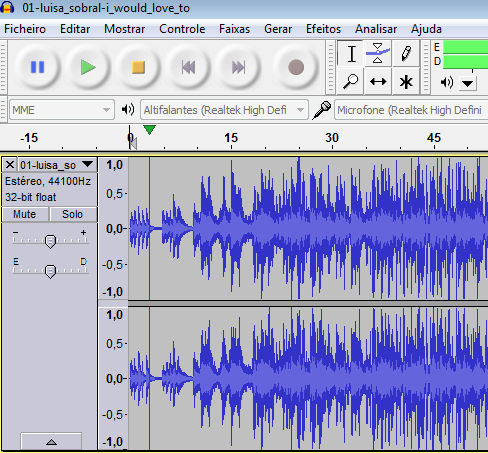 01-luisa_sobral-i_would_love_to
Ficheiro Editar Mostrar Controle Faixas Gerar Efeitos Analisar Ajuda
E
D
MME Altifalantes (Realtek High Defi Microfone (Realtek High Defini
-15 0 15 30 45
01-luisa_so
Estéreo, 44100Hz
32-bit float
Mute Solo
- +
E D
1,0
0,5-
0,0-
-0,5-
-1,0
1,0
0,5-
0,0-
-0,5-
-1,0